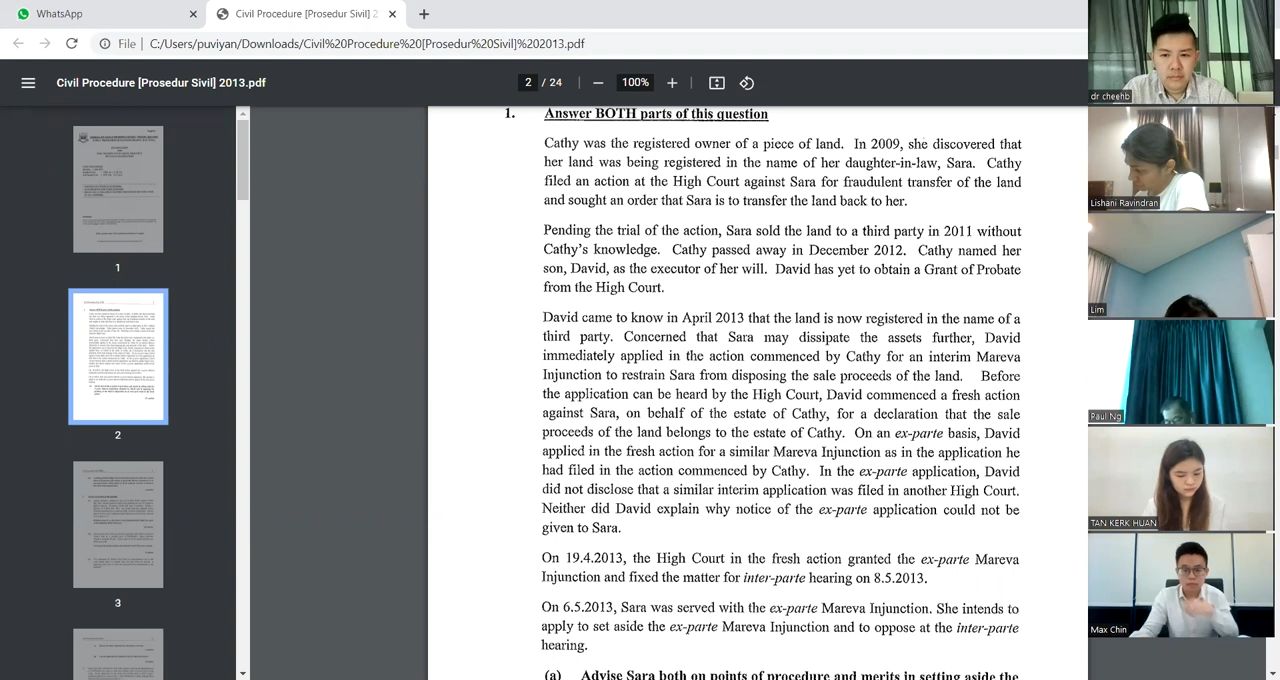 WhatsApp
Civil Procedure [Prosedur Sivil] 2
File
C:/Users/puviyan/Downloads/Civil%20Procedure%20[Prosedur%20Sivil]%202013.pdf
Civil Procedure [Prosedur Sivil] 2013.pdf
2 / 24
100%
1
2
3
1. Answer BOTH parts of this question
Cathy was the registered owner of a piece of land. In 2009, she discovered that
her land was being registered in the name of her daughter-in-law, Sara. Cathy
filed an action at the High Court against Sara for fraudulent transfer of the land
and sought an order that Sara is to transfer the land back to her.
Pending the trial of the action, Sara sold the land to a third party in 2011 without
Cathy's knowledge. Cathy passed away in December 2012. Cathy named her
son, David, as the executor of her will. David has yet to obtain a Grant of Probate
from the High Court.
David came to know in April 2013 that the land is now registered in the name of a
third party. Concerned that Sara may dissipate the assets further, David
immediately applied in the action commenced by Cathy for an interim Mareva
Injunction to restrain Sara from disposing of the proceeds of the land. Before
the application can be heard by the High Court, David commenced a fresh action
against Sara, on behalf of the estate of Cathy, for a declaration that the sale
proceeds of the land belongs to the estate of Cathy. On an ex-parte basis, David
applied in the fresh action for a similar Mareva Injunction as in the application he
had filed in the action commenced by Cathy. In the ex-parte application, David
did not disclose that a similar interim application was filed in another High Court.
Neither did David explain why notice of the ex-parte application could not be
given to Sara.
On 19.4.2013, the High Court in the fresh action granted the ex-parte Mareva
Injunction and fixed the matter for inter-parte hearing on 8.5.2013.
On 6.5.2013, Sara was served with the ex-parte Mareva Injunction. She intends to
apply to set aside the ex-parte Mareva Injunction and to oppose at the inter-parte
hearing.
Advise Sara both on points of procedure and merits in setting aside the
dr cheehb
Lishani Ravindran
Lim
Paul Ng
TAN KERK HUAN
Max Chin